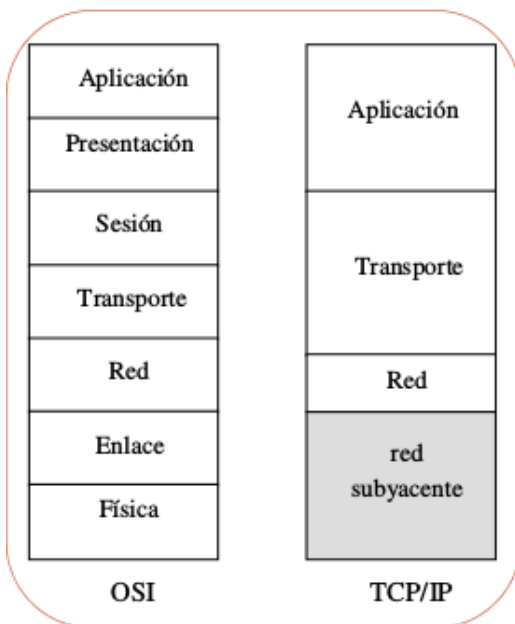 Aplicación
Presentación
Sesión
Transporte
Red
Enlace
Física
OSI
Aplicación
Transporte
Red
red
subyacente
TCP/IP